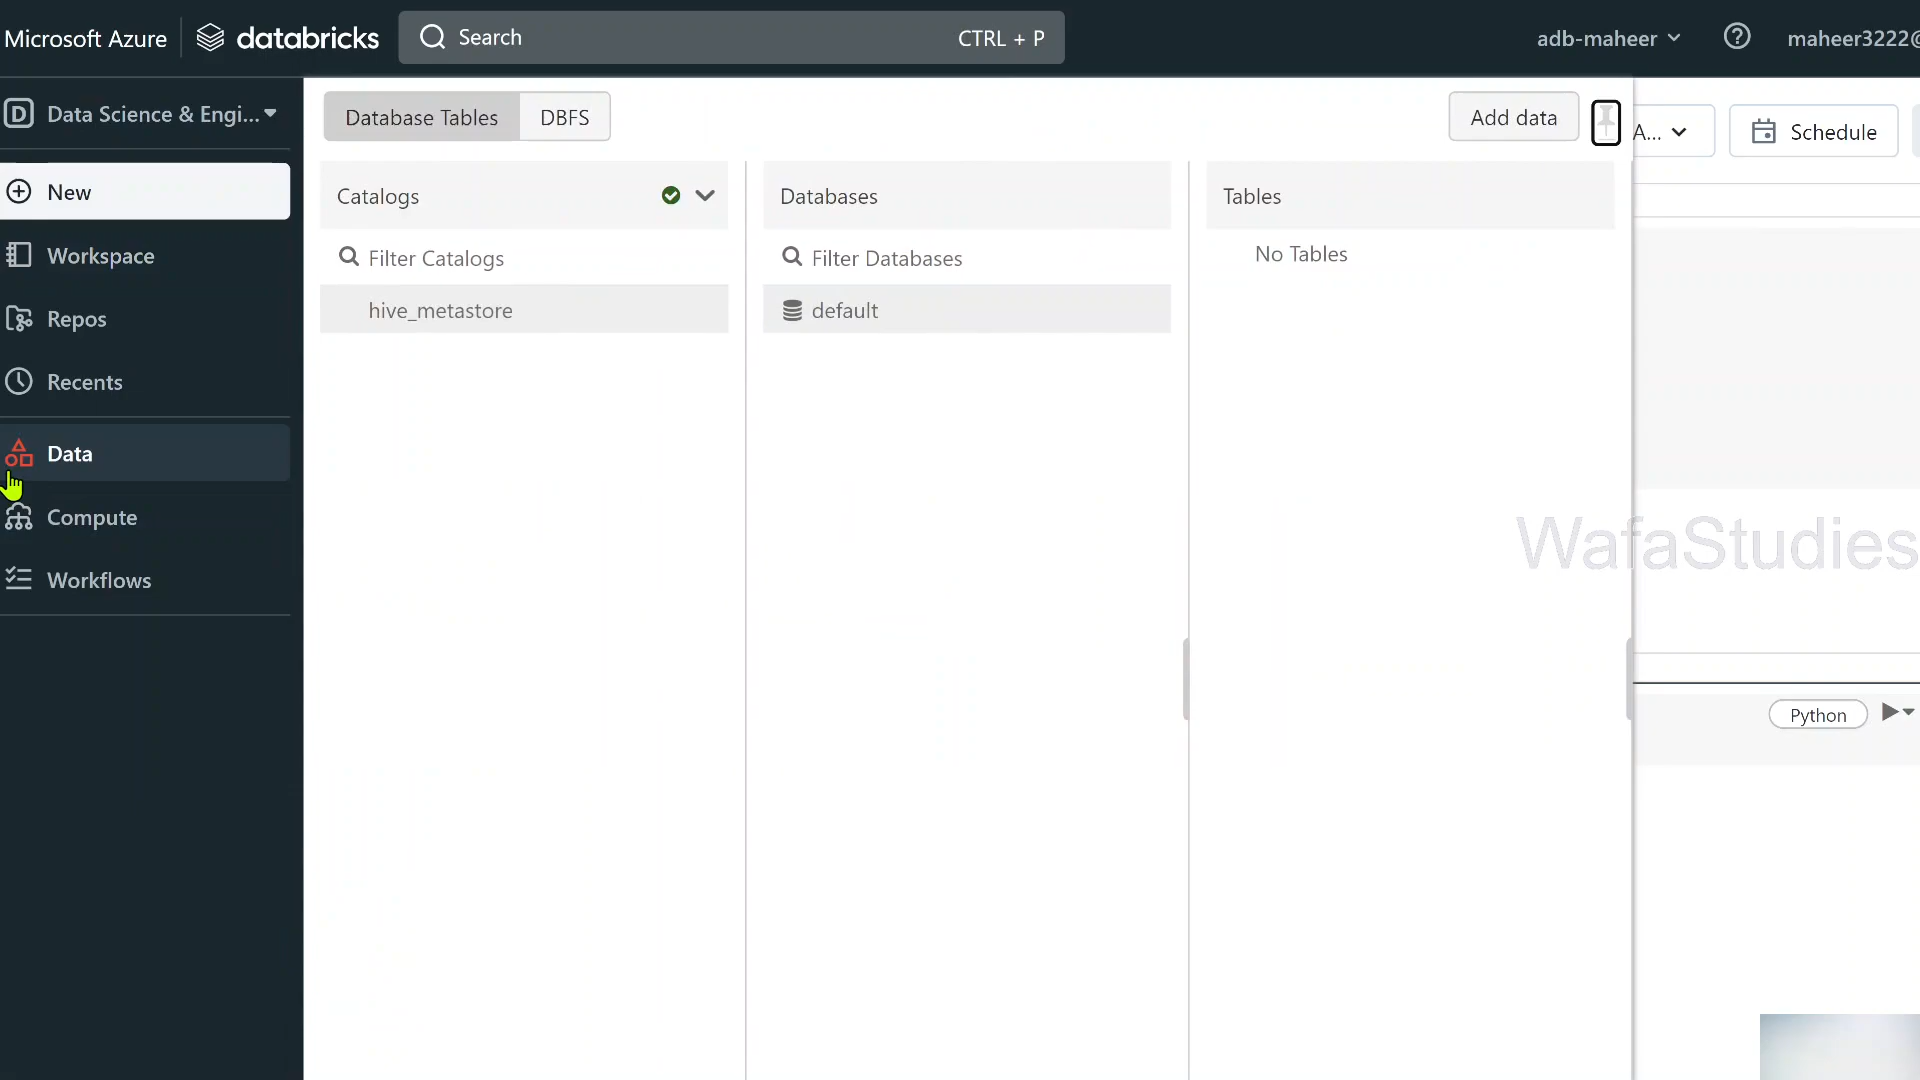 Microsoft Azure
databricks
Search
CTRL + P
adb-maheer
maheer3222@
D
Data Science & Engi...
Database Tables
DBFS
Add data
A...
Schedule
New
Workspace
Repos
Recents
Data
Compute
Workflows
Catalogs
Filter Catalogs
hive_metastore
Databases
Filter Databases
default
Tables
No Tables
WafaStudies
Python